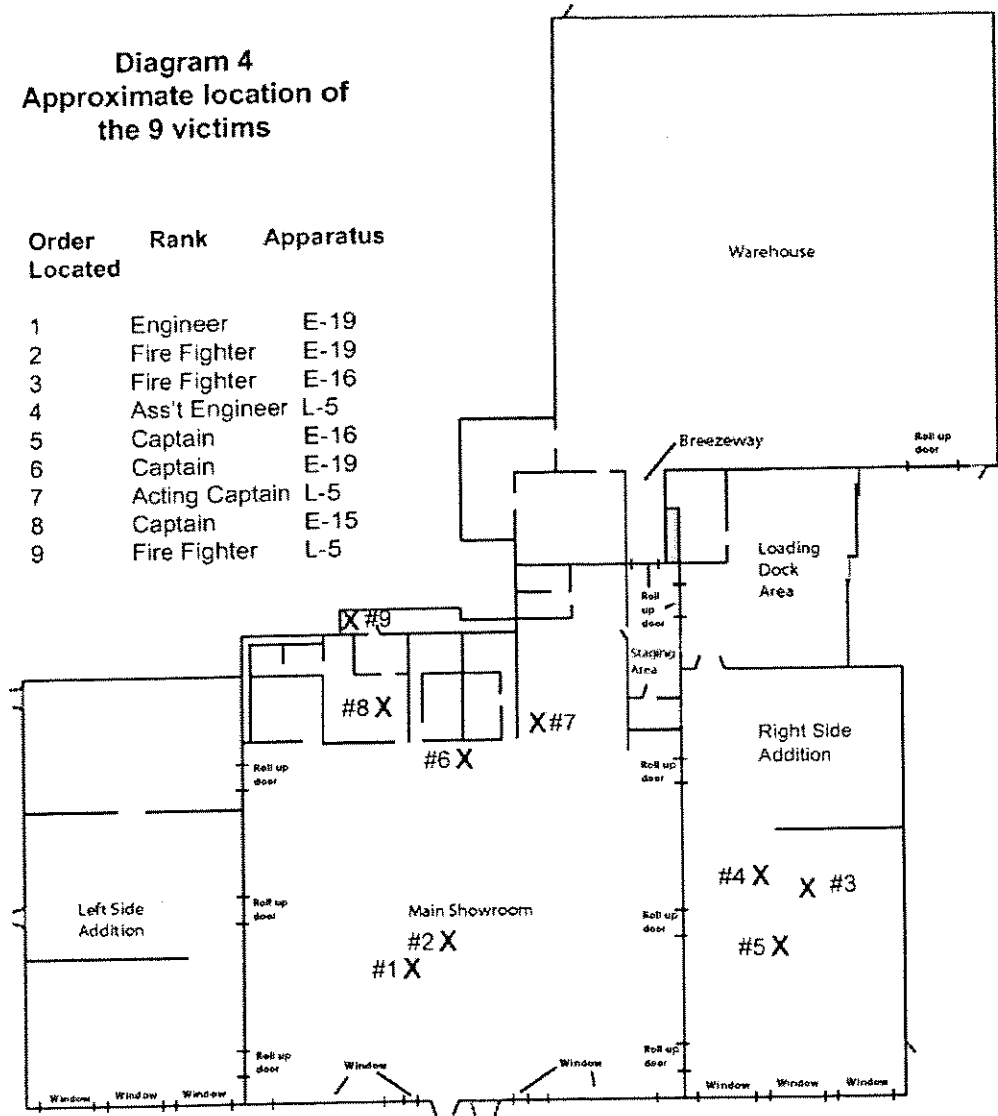 Diagram 4
Approximate location of
the 9 victims
Order Rank Apparatus
Located
1 Engineer E-19
2 Fire Fighter E-19
3 Fire Fighter E-16
4 Ass't Engineer L-5
5 Captain E-16
6 Captain E-19
7 Acting Captain L-5
8 Captain E-15
9 Fire Fighter L-5
Warehouse
Breezeway
Roll up
door
Loading
Dock
Area
Roll
up
door
Staging
Area
X #9
#8 X
X #7
#6 X
Right Side
Addition
Roll up
door
Roll up
door
#4 X
X #3
Left Side
Addition
Roll up
door
Main Showroom
Roll up
door
#2 X
#1 X
#5 X
Roll up
door
Window
Window
Roll up
door
Window Window Window
Window Window Window